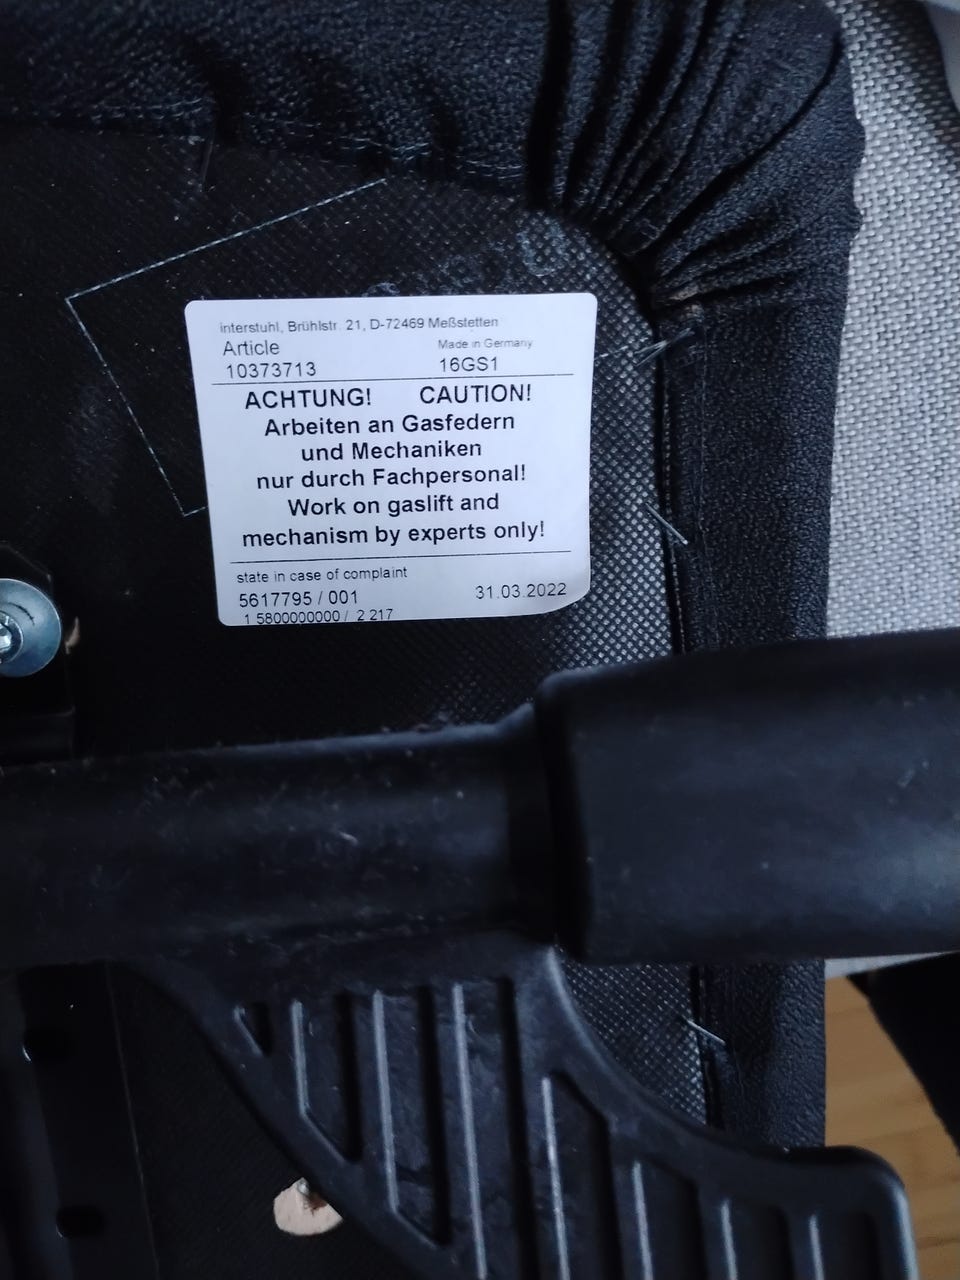 interstuhl, Brühlstr. 21, D-72469 Meßstetten
Article Made in Germany
10373713 16GS1
ACHTUNG! CAUTION!
Arbeiten an Gasfedern
und Mechaniken
nur durch Fachpersonal!
Work on gaslift and
mechanism by experts only!
state in case of complaint
5617795 / 001 31.03.2022
1 5800000000 / 2 217